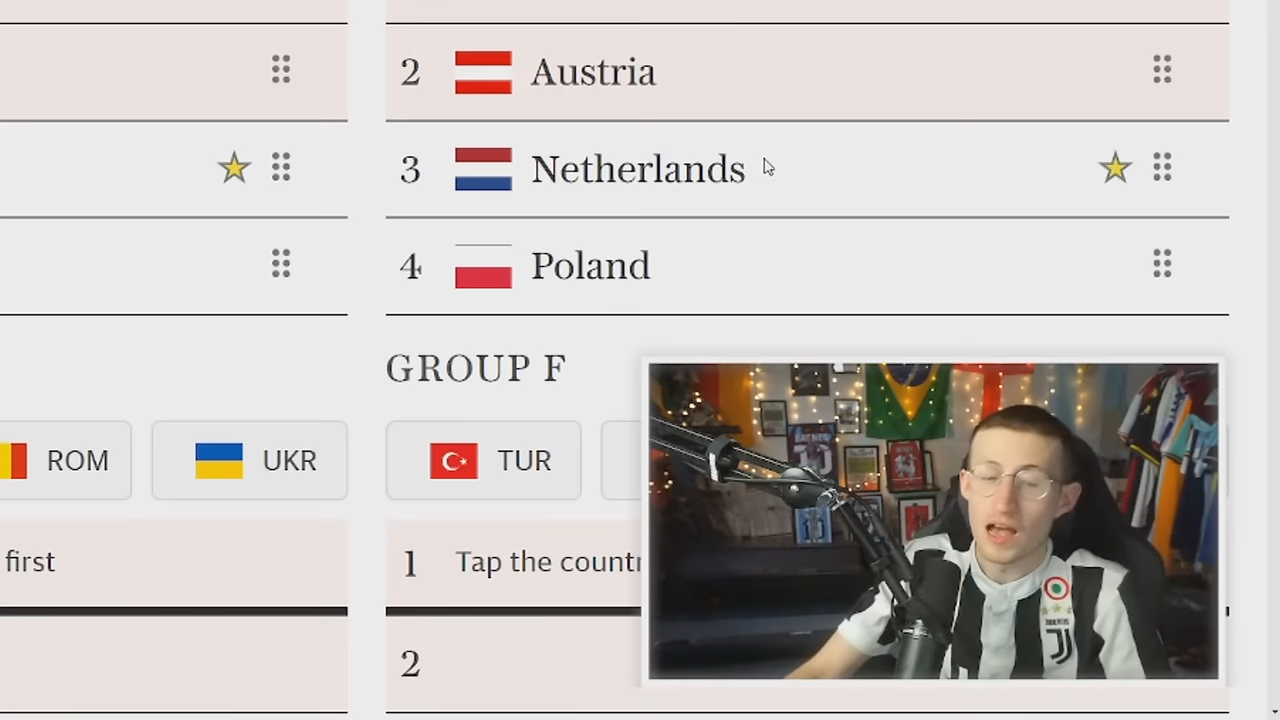 2 Austria
3 Netherlands
4 Poland
GROUP F
ROM UKR TUR
first
1 Tap the countr
2